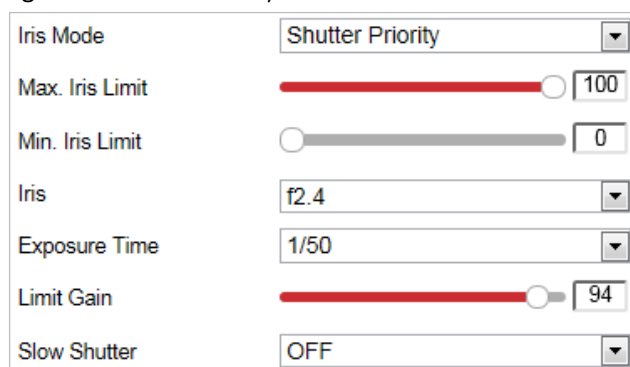 Iris Mode Shutter Priority
Max. Iris Limit 100
Min. Iris Limit 0
Iris f2.4
Exposure Time 1/50
Limit Gain 94
Slow Shutter OFF